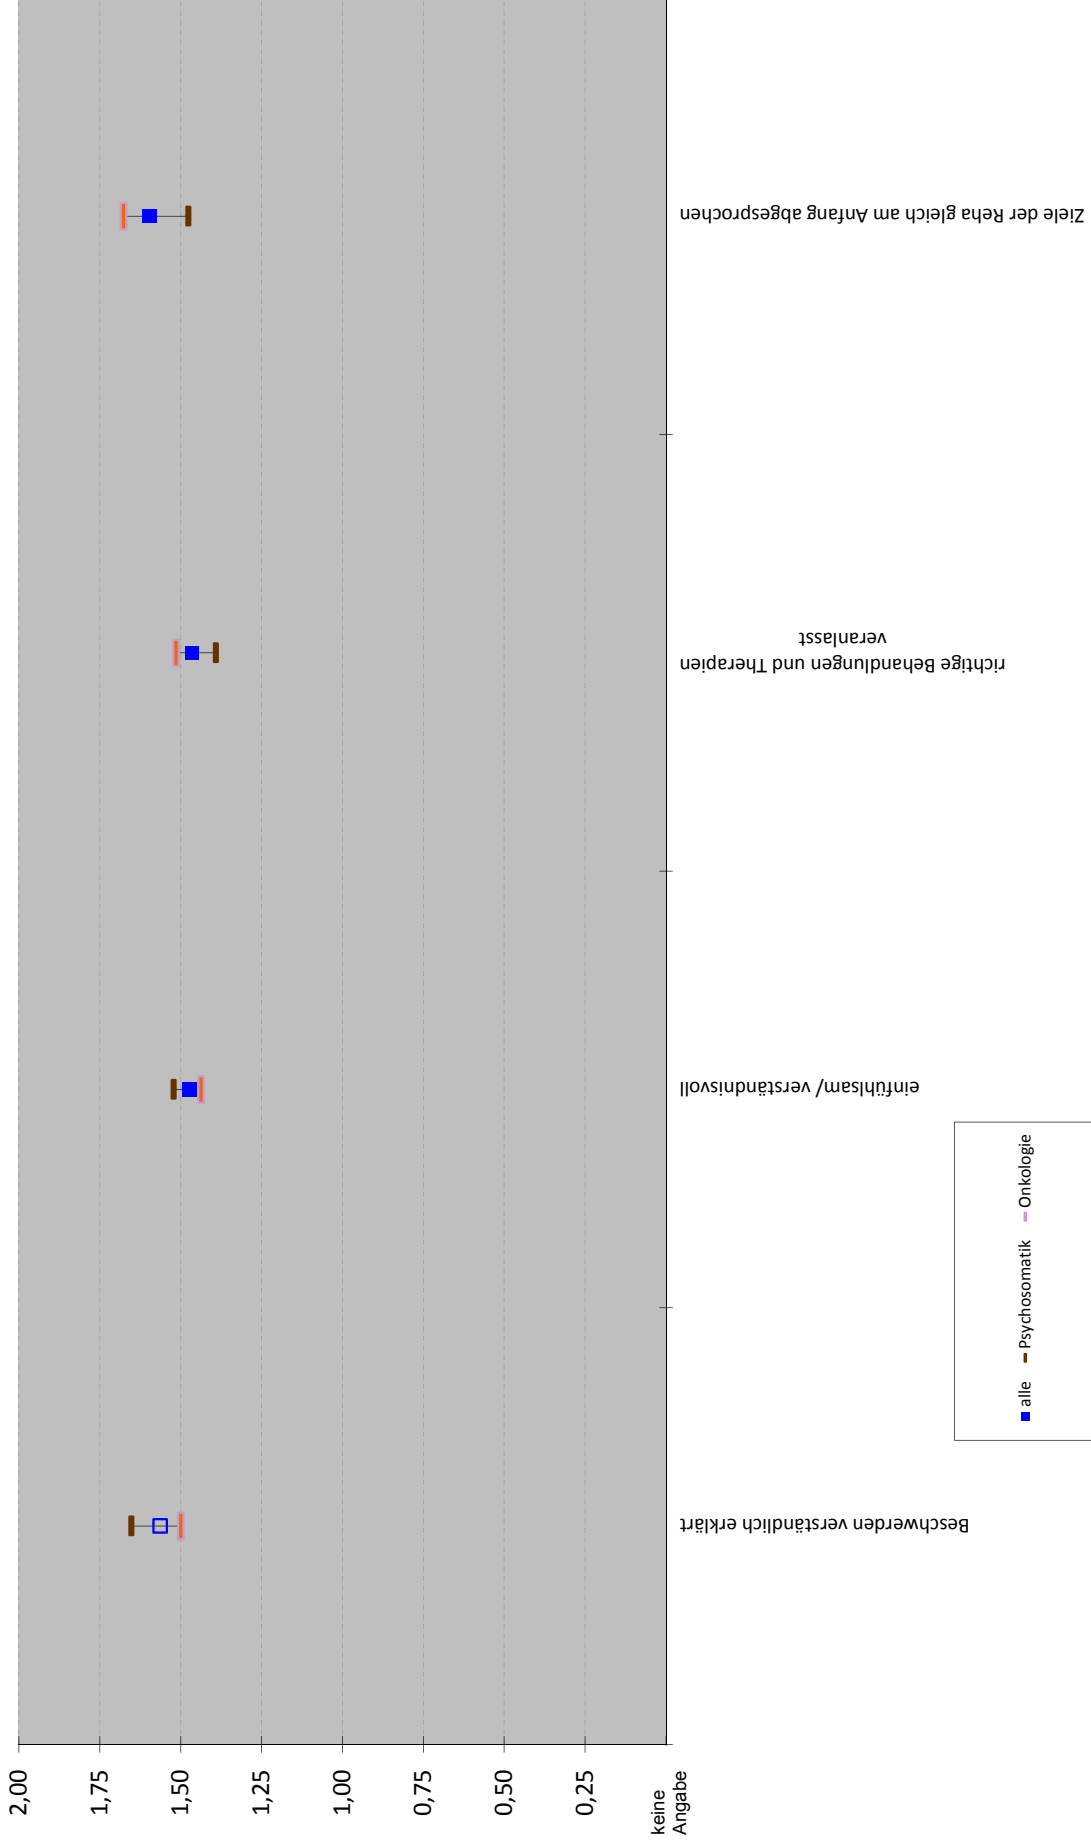 2,00
1,75
1,50
1,25
1,00
0,75
0,50
0,25
keine
Angabe
Beschwerden verständlich erklärt
einfühlsam/ verständnisvoll
richtige Behandlungen und Therapien
veranlasst
Ziele der Reha gleich am Anfang abgesprochen
alle Psychosomatik Onkologie